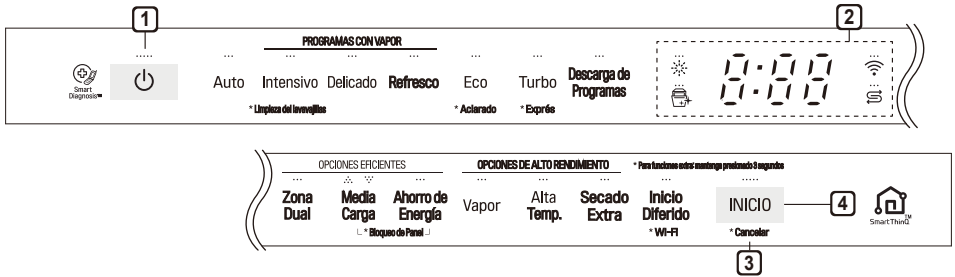 1
2
PROGRAMAS CON VAPOR
Smart
Diagnosis™
Auto
Intensivo
Delicado
Refresco
Eco
Turbo
Descarga de
Programas
8:88
* Limpieza del lavavajillas
* Aclarado
* Exprés
OPCIONES EFICIENTES
OPCIONES DE ALTO RENDIMIENTO
* Para funciones extra: mantenga presionado 3 segundos
Zona
Dual
Media
Carga
Ahorro de
Energía
Vapor
Alta
Temp.
Secado
Extra
Inicio
Diferido
INICIO
4
SmartThinQ™
* Bloqueo de Panel
* WI-FI
* Cancelar
3